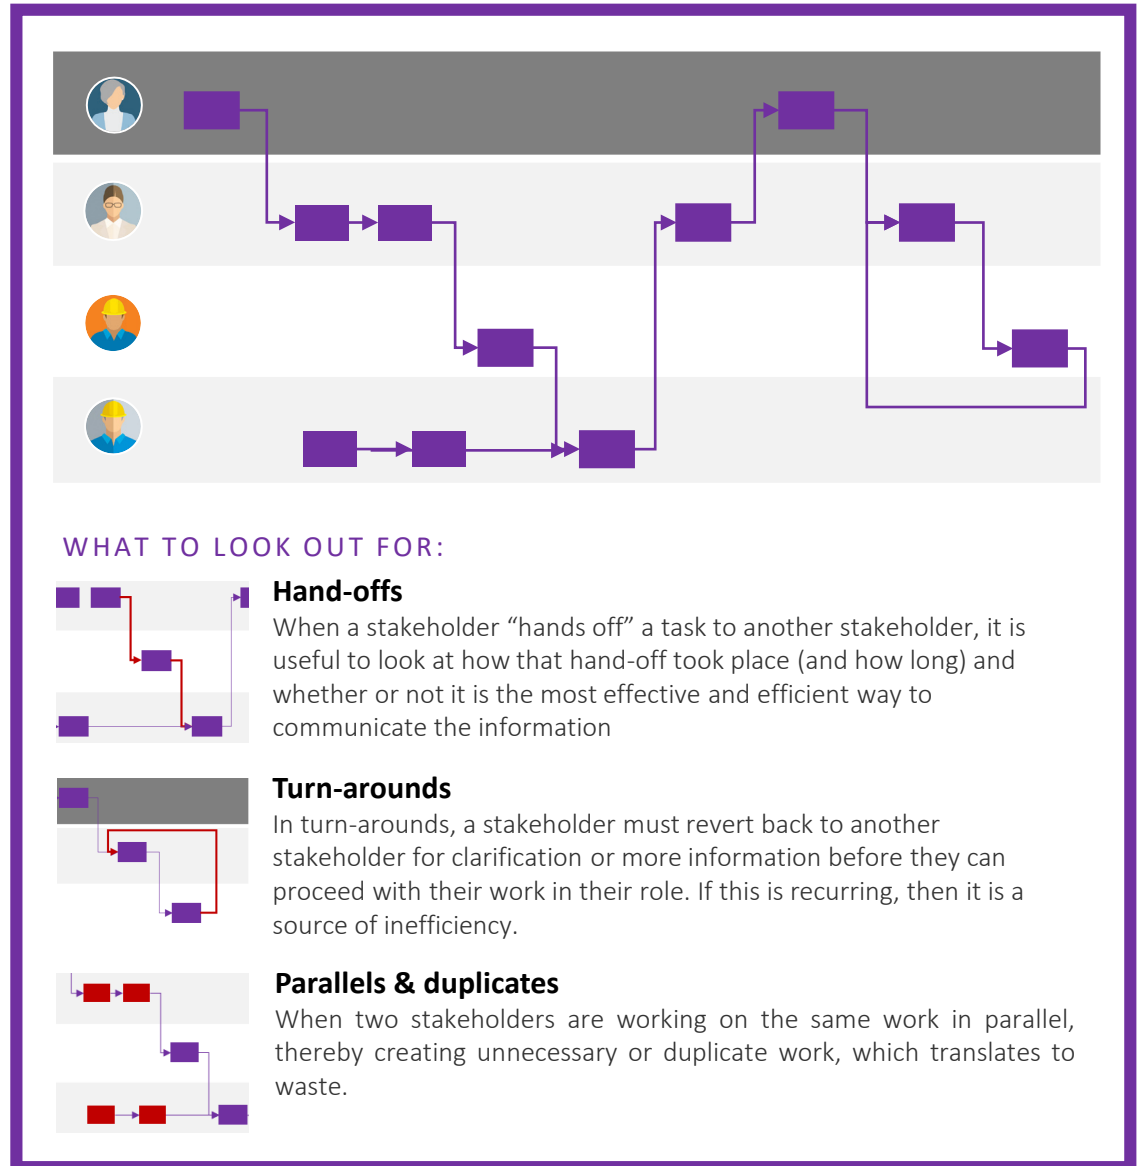 WHAT TO LOOK OUT FOR:
Hand-offs
When a stakeholder “hands off” a task to another stakeholder, it is
useful to look at how that hand-off took place (and how long) and
whether or not it is the most effective and efficient way to
communicate the information
Turn-arounds
In turn-arounds, a stakeholder must revert back to another
stakeholder for clarification or more information before they can
proceed with their work in their role. If this is recurring, then it is a
source of inefficiency.
Parallels & duplicates
When two stakeholders are working on the same work in parallel,
thereby creating unnecessary or duplicate work, which translates to
waste.